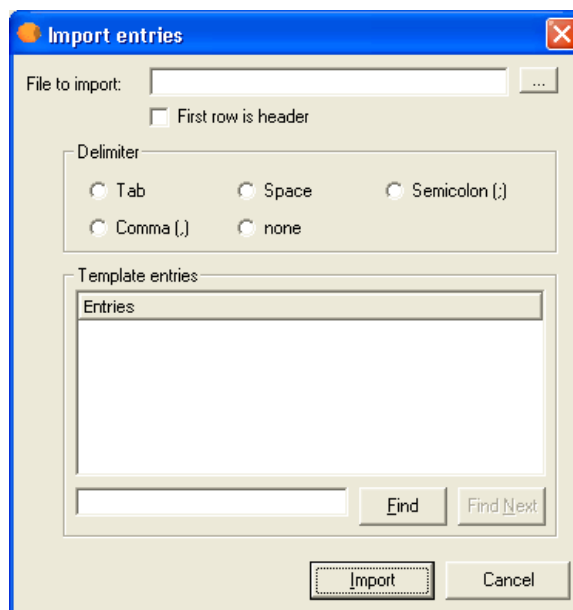 Import entries
File to import:
...
First row is header
Delimiter
Tab
Space
Semicolon (;)
Comma (,)
none
Template entries
Entries
Find
Find Next
Import
Cancel